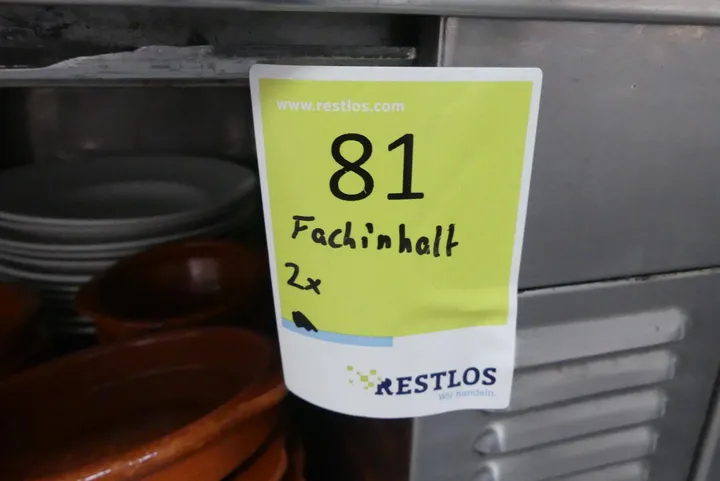 www.restlos.com
81
Fachinhalt
2x
RESTLOS
Wir handeln.